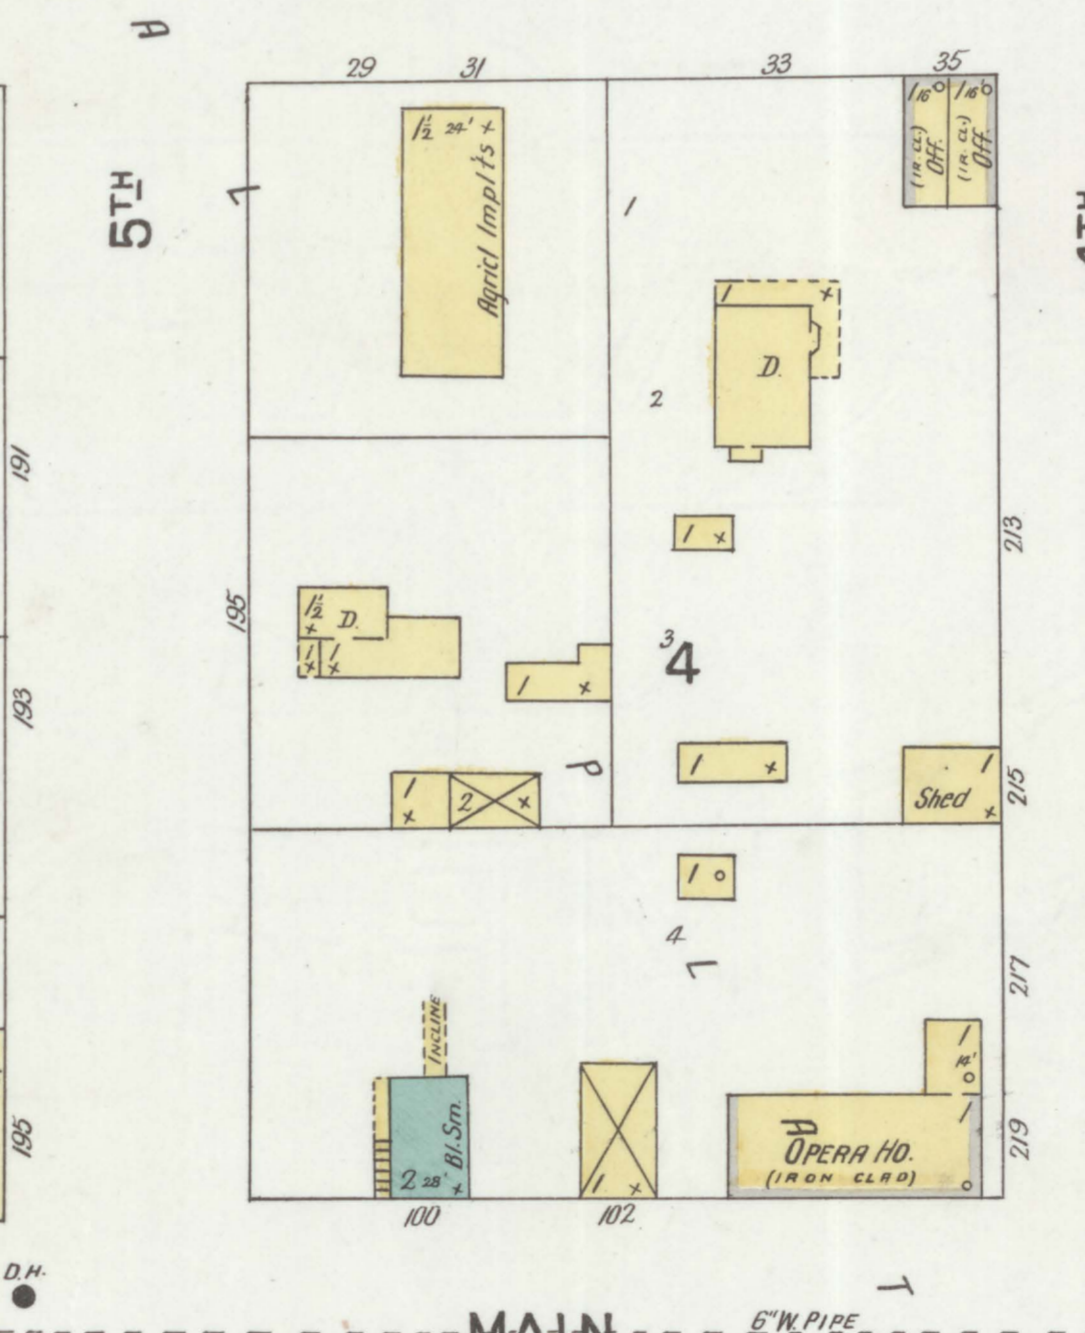 29 31 33 35
5TH
1½ 24' x
Agricl Implts
1 16' o
(IR. CL.)
Off.
1 16' o
(IR. CL.)
Off.
1
1 x
D.
2
191
193
195
195
1½
x
D.
1
x
1
x
1 x
213
3
4
1 x
1 x
215
Shed
1
x
1
x
2 x
1 o
4
217
INCLINE
Bl. Sm.
2 28' x
1 x
1
14'
o
1
OPERA HO.
(IRON CLAD)
o
219
100 102
D.H.
MAIN
6" W. PIPE